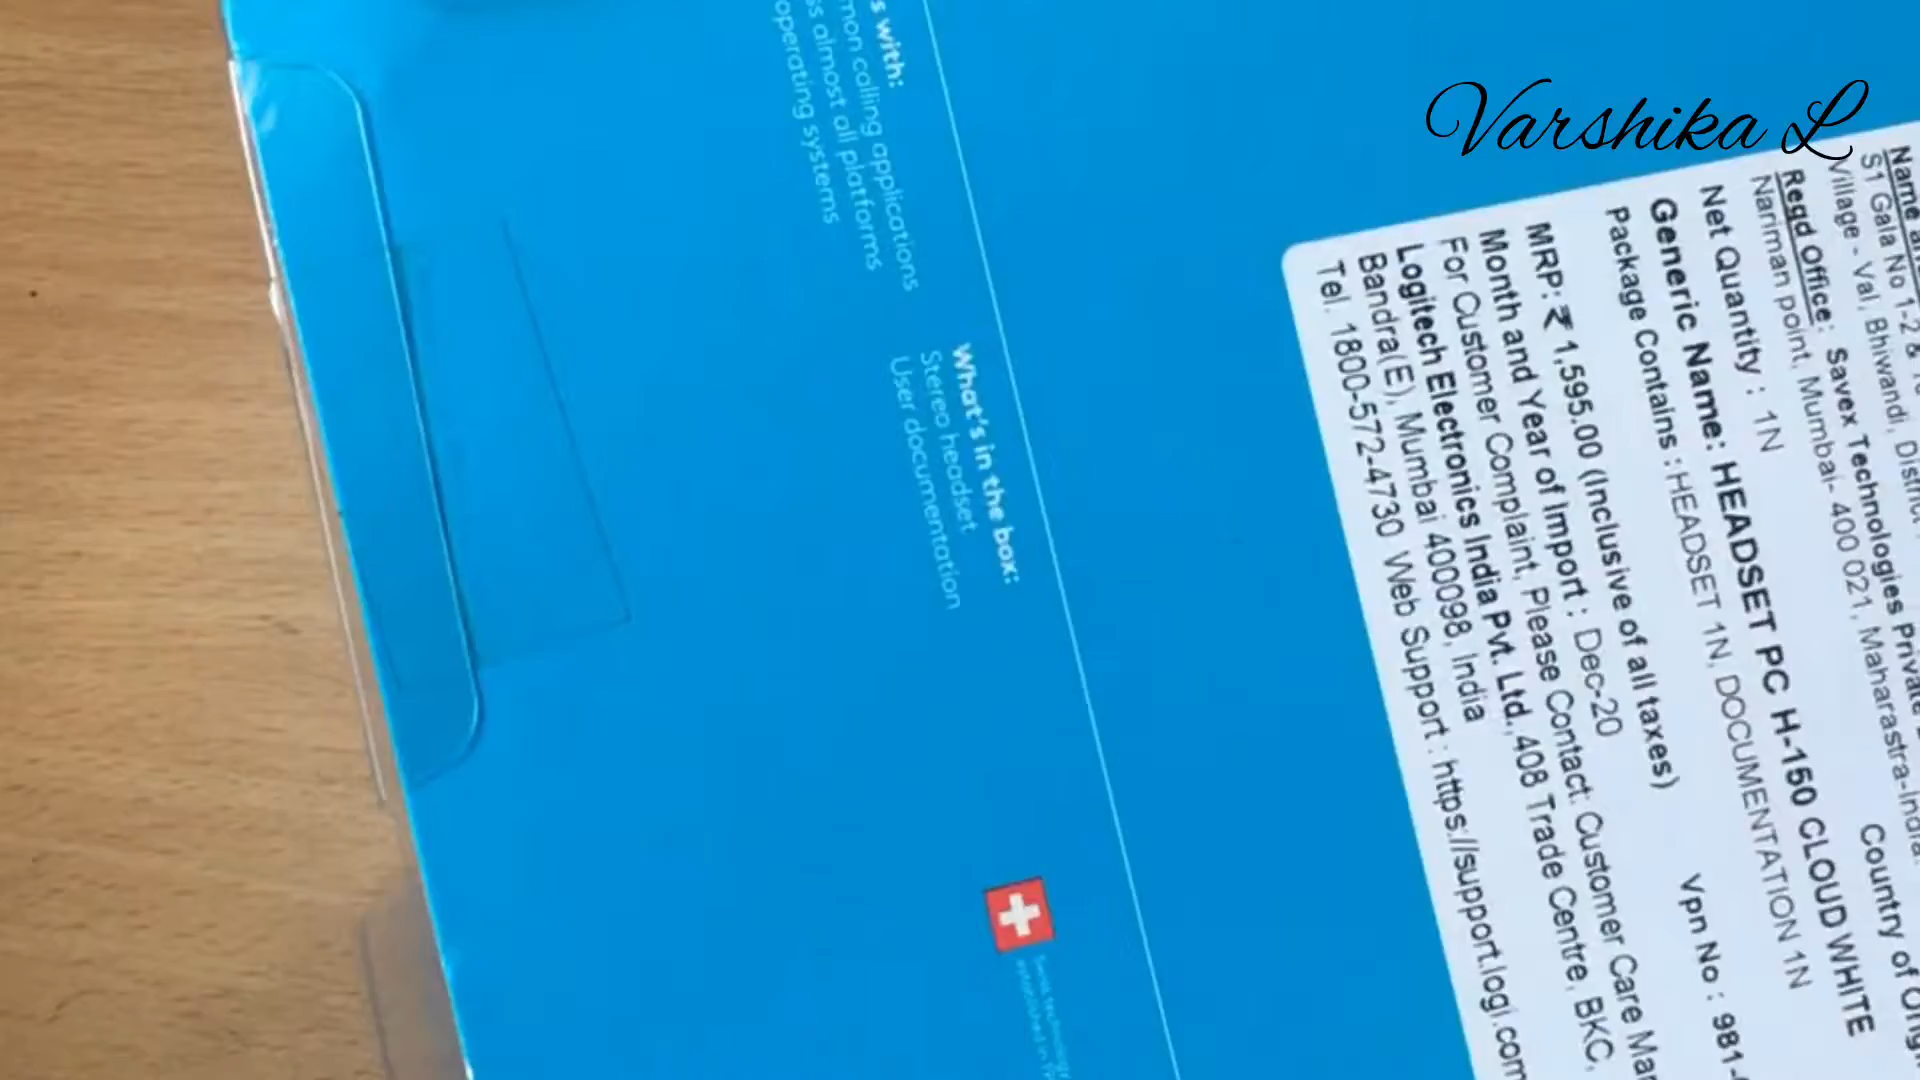 Varshika L
s with:
mon calling applications
ss almost all platforms
operating systems
What's in the box:
Stereo headset
User documentation
Swiss technology
established in
S1 Gala No 1-2 &
Village - Val, Bhiwandi,
Regd Office: Savex Technologies Private
Nariman point, Mumbai- 400 021, Maharastra-India.
Net Quantity : 1N
Country of
Generic Name: HEADSET PC H-150 CLOUD WHITE
Package Contains : HEADSET 1N, DOCUMENTATION 1N
Vpn No : 981-
MRP: ₹ 1,595.00 (Inclusive of all taxes)
Month and Year of Import : Dec-20
For Customer Complaint, Please Contact: Customer Care
Logitech Electronics India Pvt. Ltd., 408 Trade Centre, BKC,
Bandra(E), Mumbai 400098, India
Tel. 1800-572-4730 Web Support : https://support.logi.com